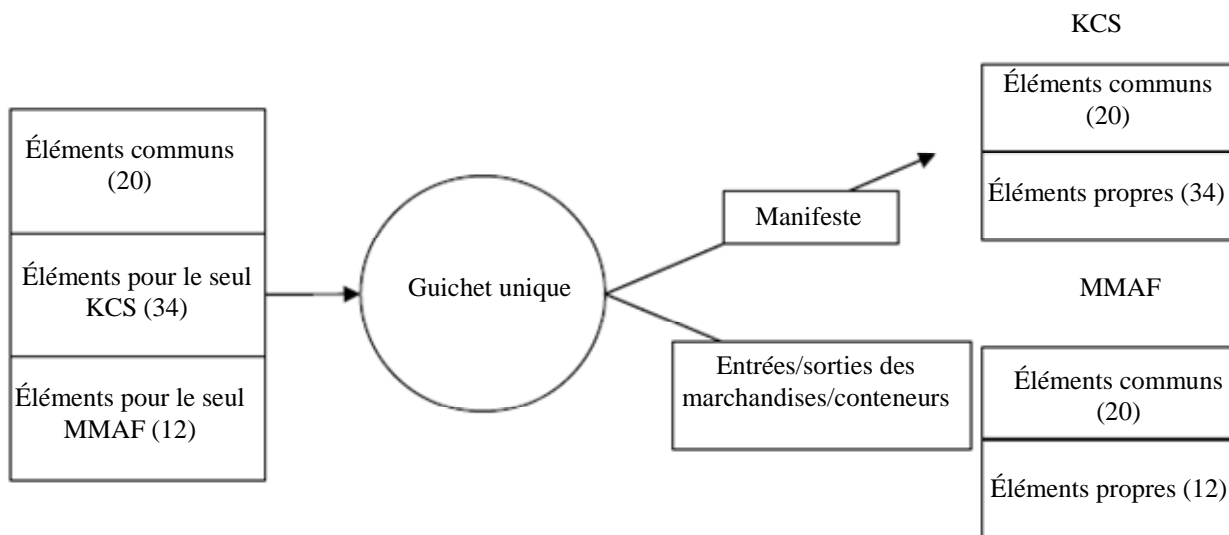 Éléments communs
(20)
Éléments pour le seul
KCS (34)
Éléments pour le seul
MMAF (12)
Guichet unique
Manifeste
Entrées/sorties des
marchandises/conteneurs
KCS
Éléments communs
(20)
Éléments propres (34)
MMAF
Éléments communs
(20)
Éléments propres (12)